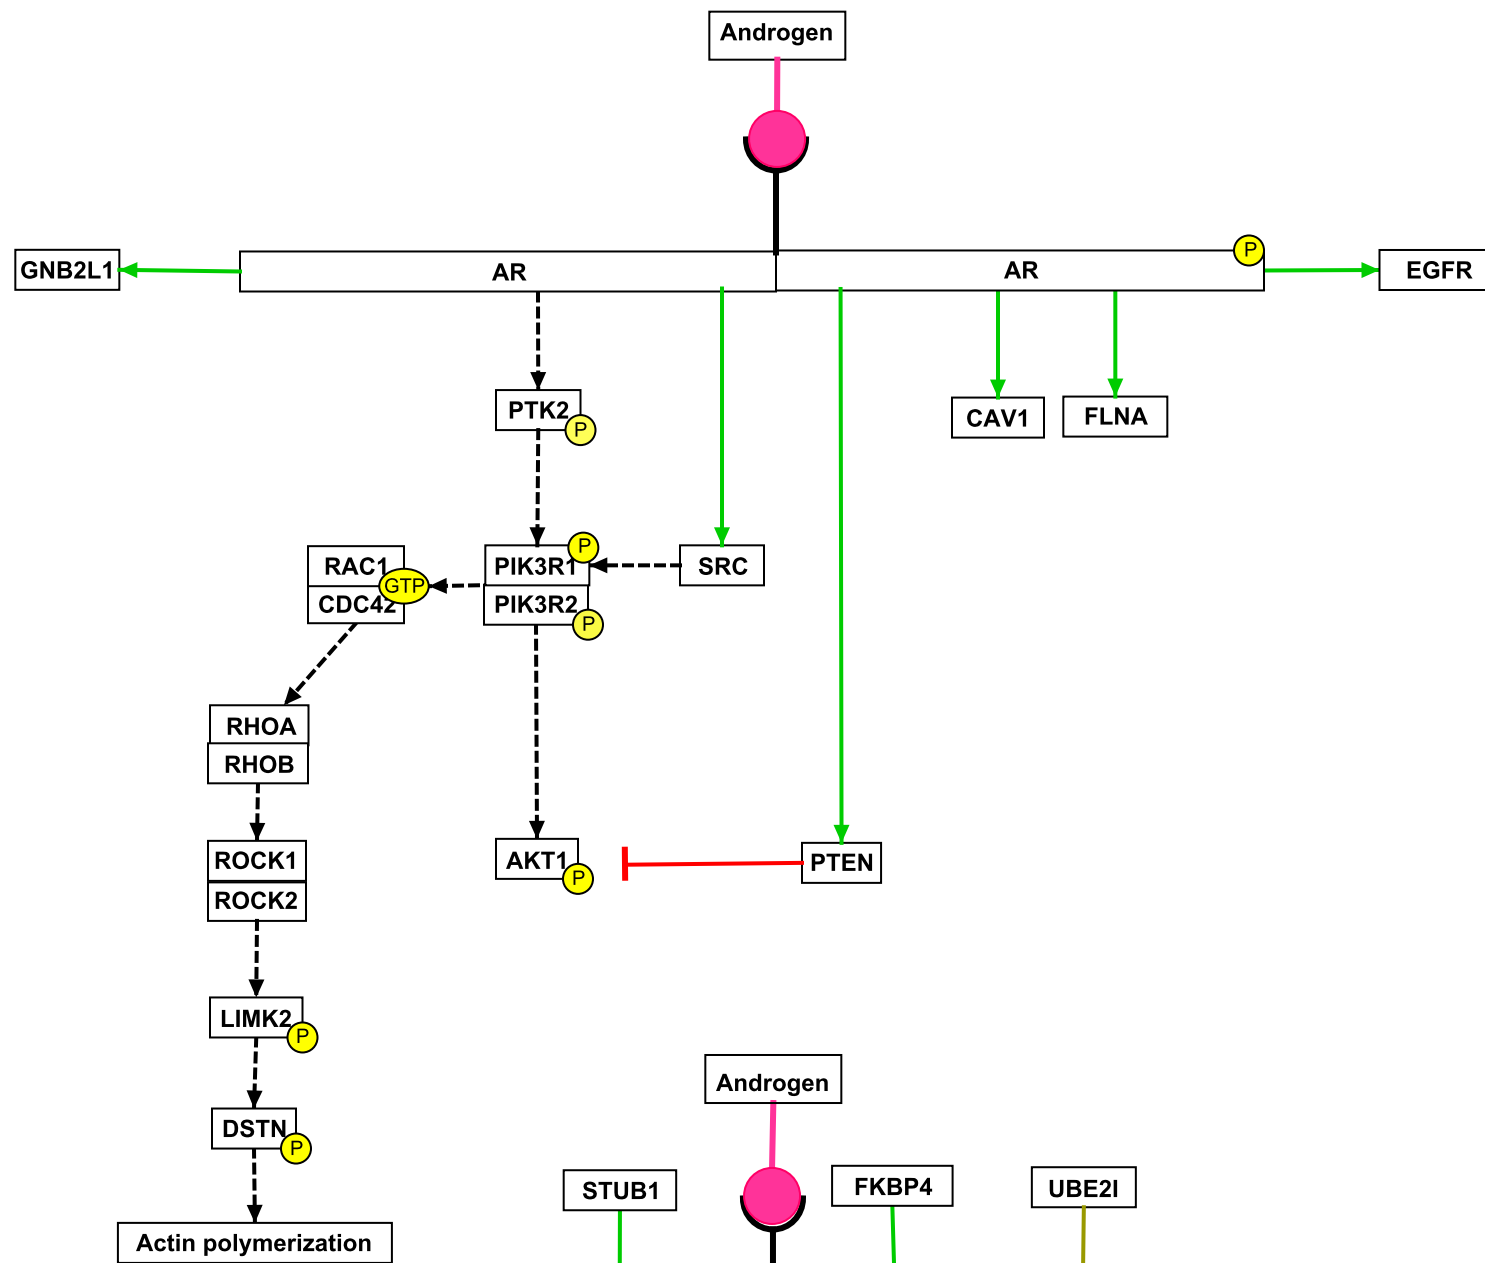 Androgen
P
GNB2L1
AR
AR
EGFR
PTK2
P
CAV1
FLNA
P
RAC1
GTP
CDC42
PIK3R1
PIK3R2
P
SRC
RHOA
RHOB
ROCK1
ROCK2
AKT1
P
PTEN
LIMK2
P
Androgen
DSTN
P
STUB1
FKBP4
UBE2I
Actin polymerization